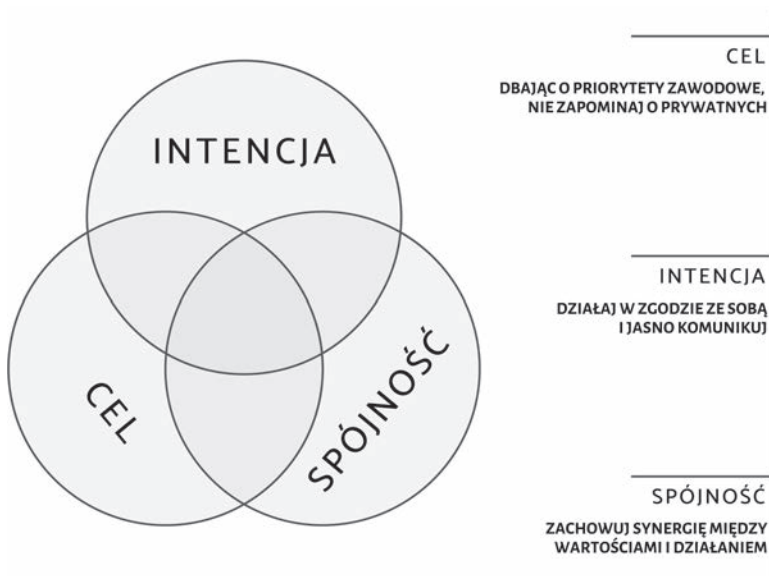 INTENCJA
CEL
SPÓJNOŚĆ
CEL
DBAJĄC O PRIORYTETY ZAWODOWE,
NIE ZAPOMINAJ O PRYWATNYCH
INTENCJA
DZIAŁAJ W ZGODZIE ZE SOBĄ
I JASNO KOMUNIKUJ
SPÓJNOŚĆ
ZACHOWUJ SYNERGIĘ MIĘDZY
WARTOŚCIAMI I DZIAŁANIEM